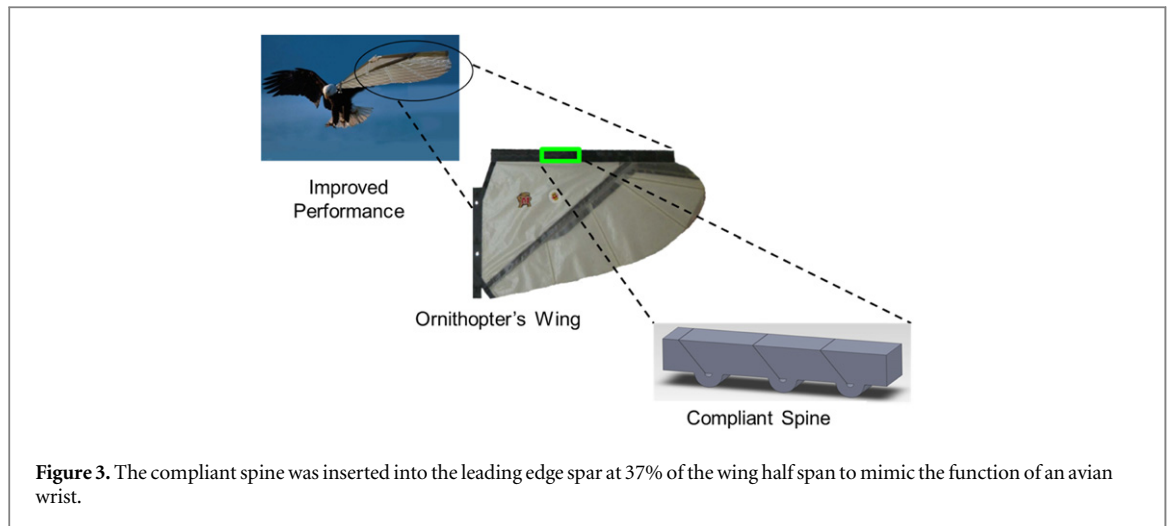 Improved
Performance
Ornithopter's Wing
Compliant Spine
Figure 3. The compliant spine was inserted into the leading edge spar at 37% of the wing half span to mimic the function of an avian
wrist.